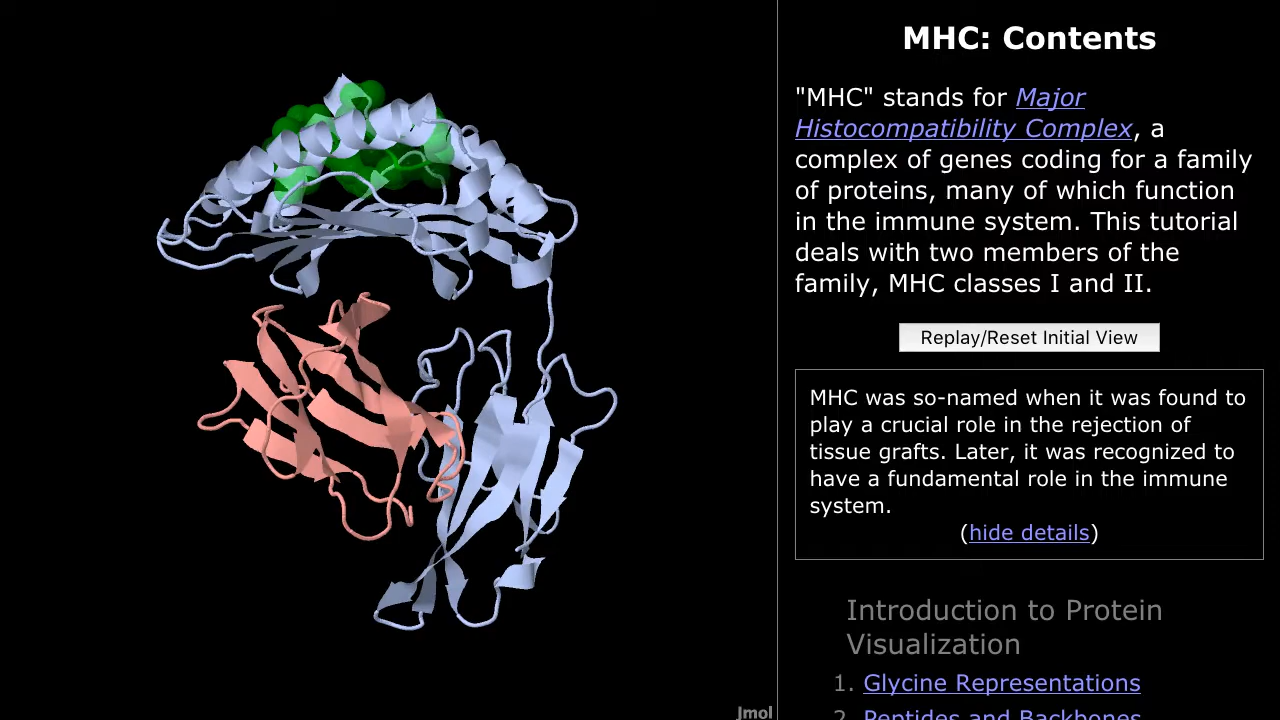 MHC: Contents
"MHC" stands for Major
Histocompatibility Complex, a
complex of genes coding for a family
of proteins, many of which function
in the immune system. This tutorial
deals with two members of the
family, MHC classes I and II.
Replay/Reset Initial View
MHC was so-named when it was found to
play a crucial role in the rejection of
tissue grafts. Later, it was recognized to
have a fundamental role in the immune
system.
(hide details)
Introduction to Protein
Visualization
1. Glycine Representations
2. Peptides and Backbones
Jmol